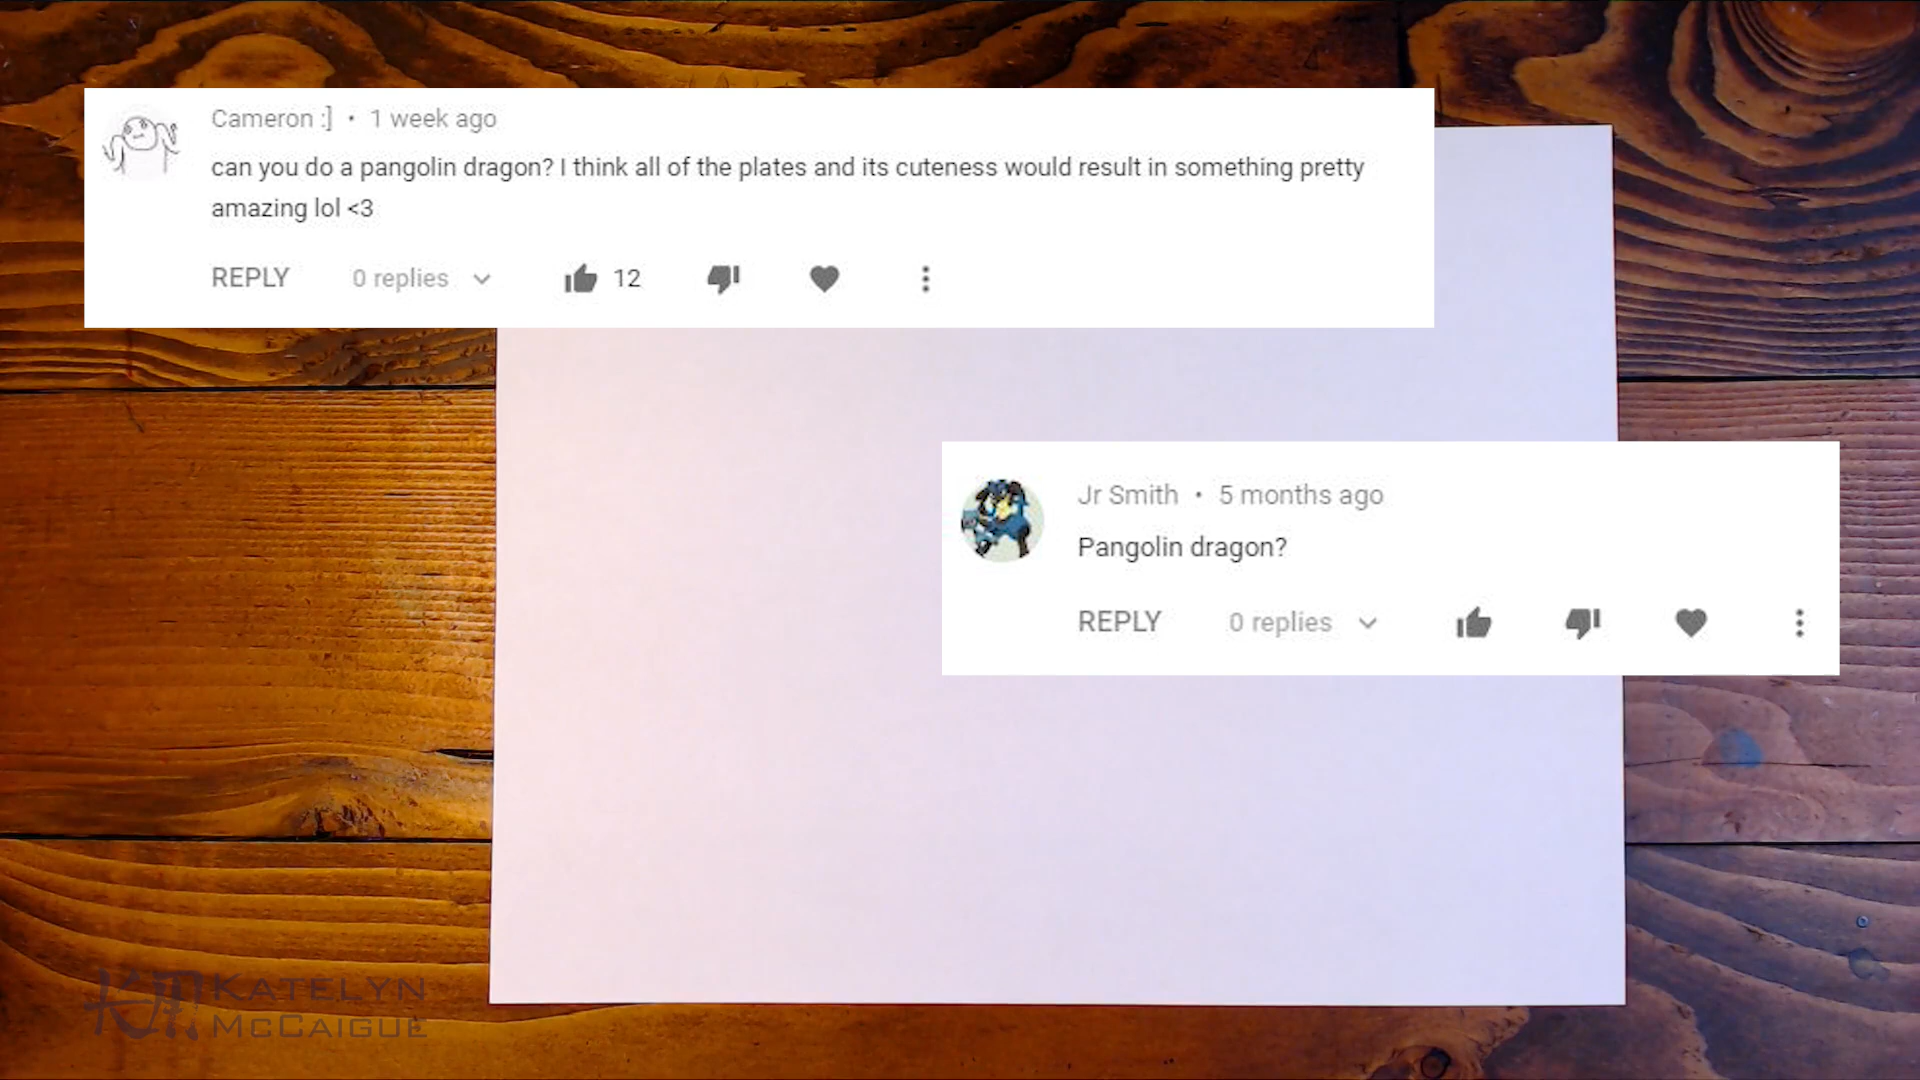 Cameron :] • 1 week ago
can you do a pangolin dragon? I think all of the plates and its cuteness would result in something pretty
amazing lol <3
REPLY 0 replies 12
Jr Smith • 5 months ago
Pangolin dragon?
REPLY 0 replies
KM KATELYN
MCCAIGUE